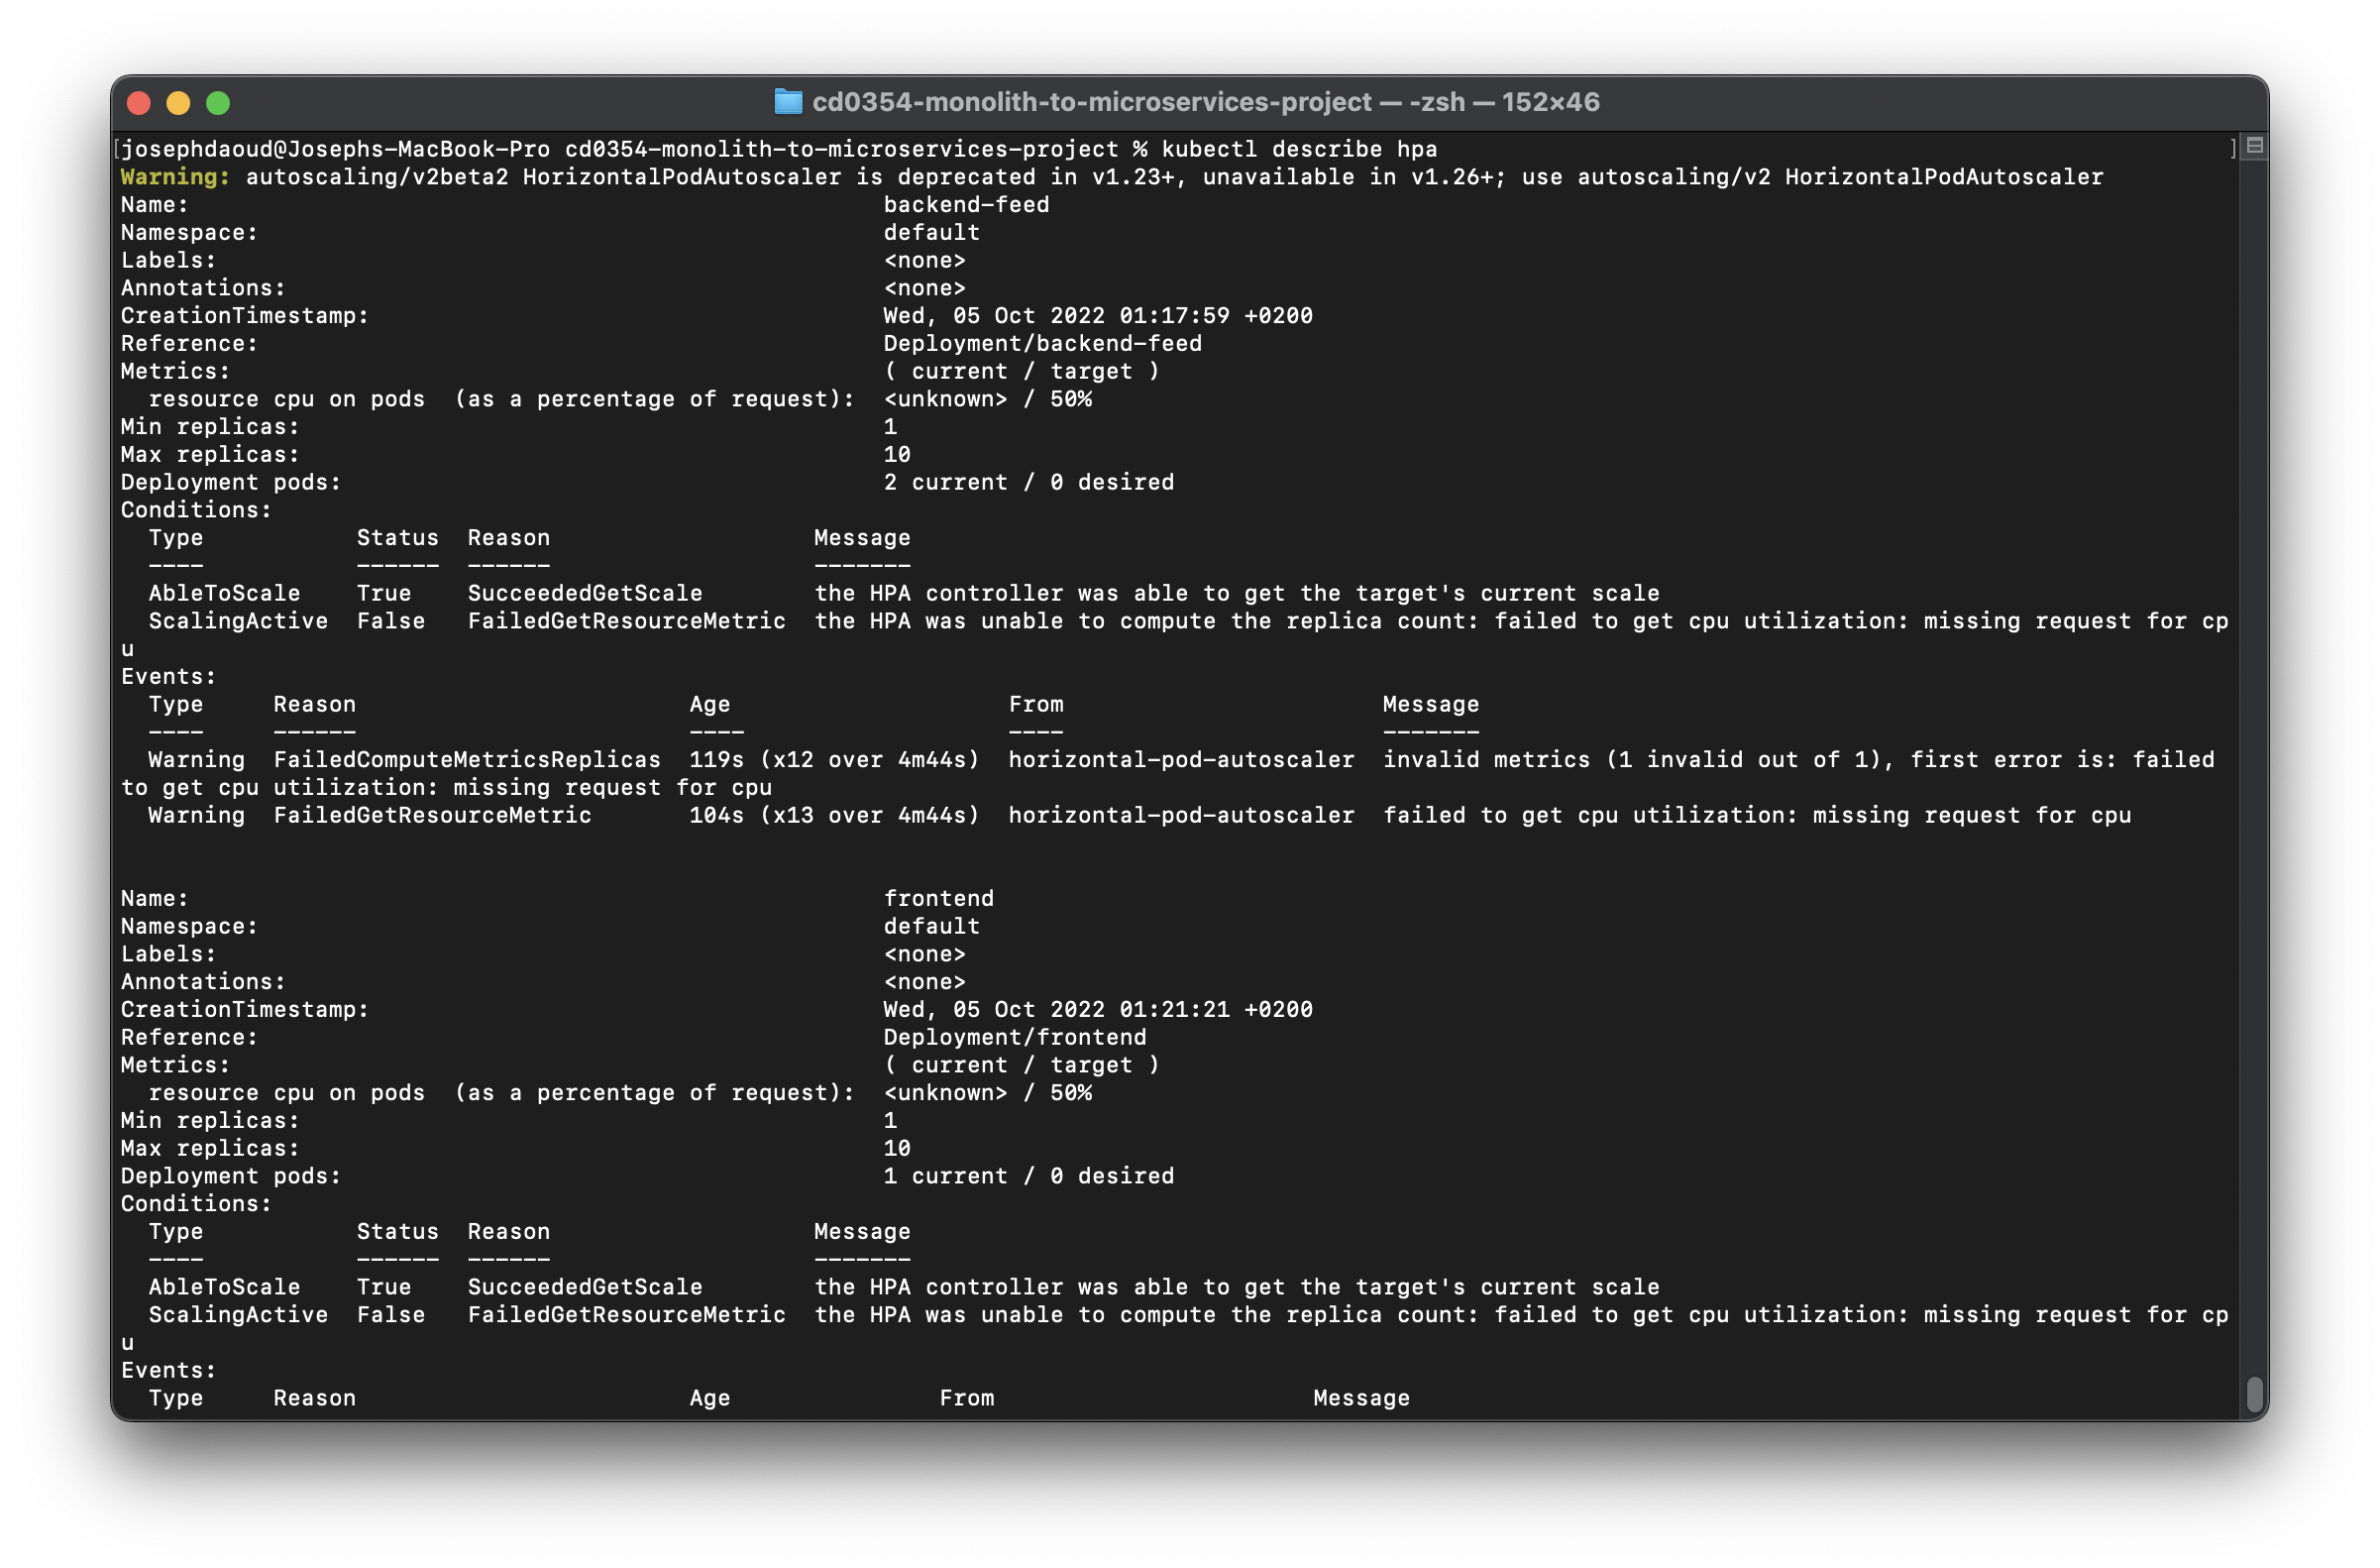 cd0354-monolith-to-microservices-project — -zsh — 152×46
[josephdaoud@Josephs-MacBook-Pro cd0354-monolith-to-microservices-project % kubectl describe hpa ]
Warning: autoscaling/v2beta2 HorizontalPodAutoscaler is deprecated in v1.23+, unavailable in v1.26+; use autoscaling/v2 HorizontalPodAutoscaler
Name: backend-feed
Namespace: default
Labels: <none>
Annotations: <none>
CreationTimestamp: Wed, 05 Oct 2022 01:17:59 +0200
Reference: Deployment/backend-feed
Metrics: ( current / target )
resource cpu on pods (as a percentage of request): <unknown> / 50%
Min replicas: 1
Max replicas: 10
Deployment pods: 2 current / 0 desired
Conditions:
Type Status Reason Message
---- ------ ------ -------
AbleToScale True SucceededGetScale the HPA controller was able to get the target's current scale
ScalingActive False FailedGetResourceMetric the HPA was unable to compute the replica count: failed to get cpu utilization: missing request for cp
u
Events:
Type Reason Age From Message
---- ------ ---- ---- -------
Warning FailedComputeMetricsReplicas 119s (x12 over 4m44s) horizontal-pod-autoscaler invalid metrics (1 invalid out of 1), first error is: failed
to get cpu utilization: missing request for cpu
Warning FailedGetResourceMetric 104s (x13 over 4m44s) horizontal-pod-autoscaler failed to get cpu utilization: missing request for cpu
Name: frontend
Namespace: default
Labels: <none>
Annotations: <none>
CreationTimestamp: Wed, 05 Oct 2022 01:21:21 +0200
Reference: Deployment/frontend
Metrics: ( current / target )
resource cpu on pods (as a percentage of request): <unknown> / 50%
Min replicas: 1
Max replicas: 10
Deployment pods: 1 current / 0 desired
Conditions:
Type Status Reason Message
---- ------ ------ -------
AbleToScale True SucceededGetScale the HPA controller was able to get the target's current scale
ScalingActive False FailedGetResourceMetric the HPA was unable to compute the replica count: failed to get cpu utilization: missing request for cp
u
Events:
Type Reason Age From Message